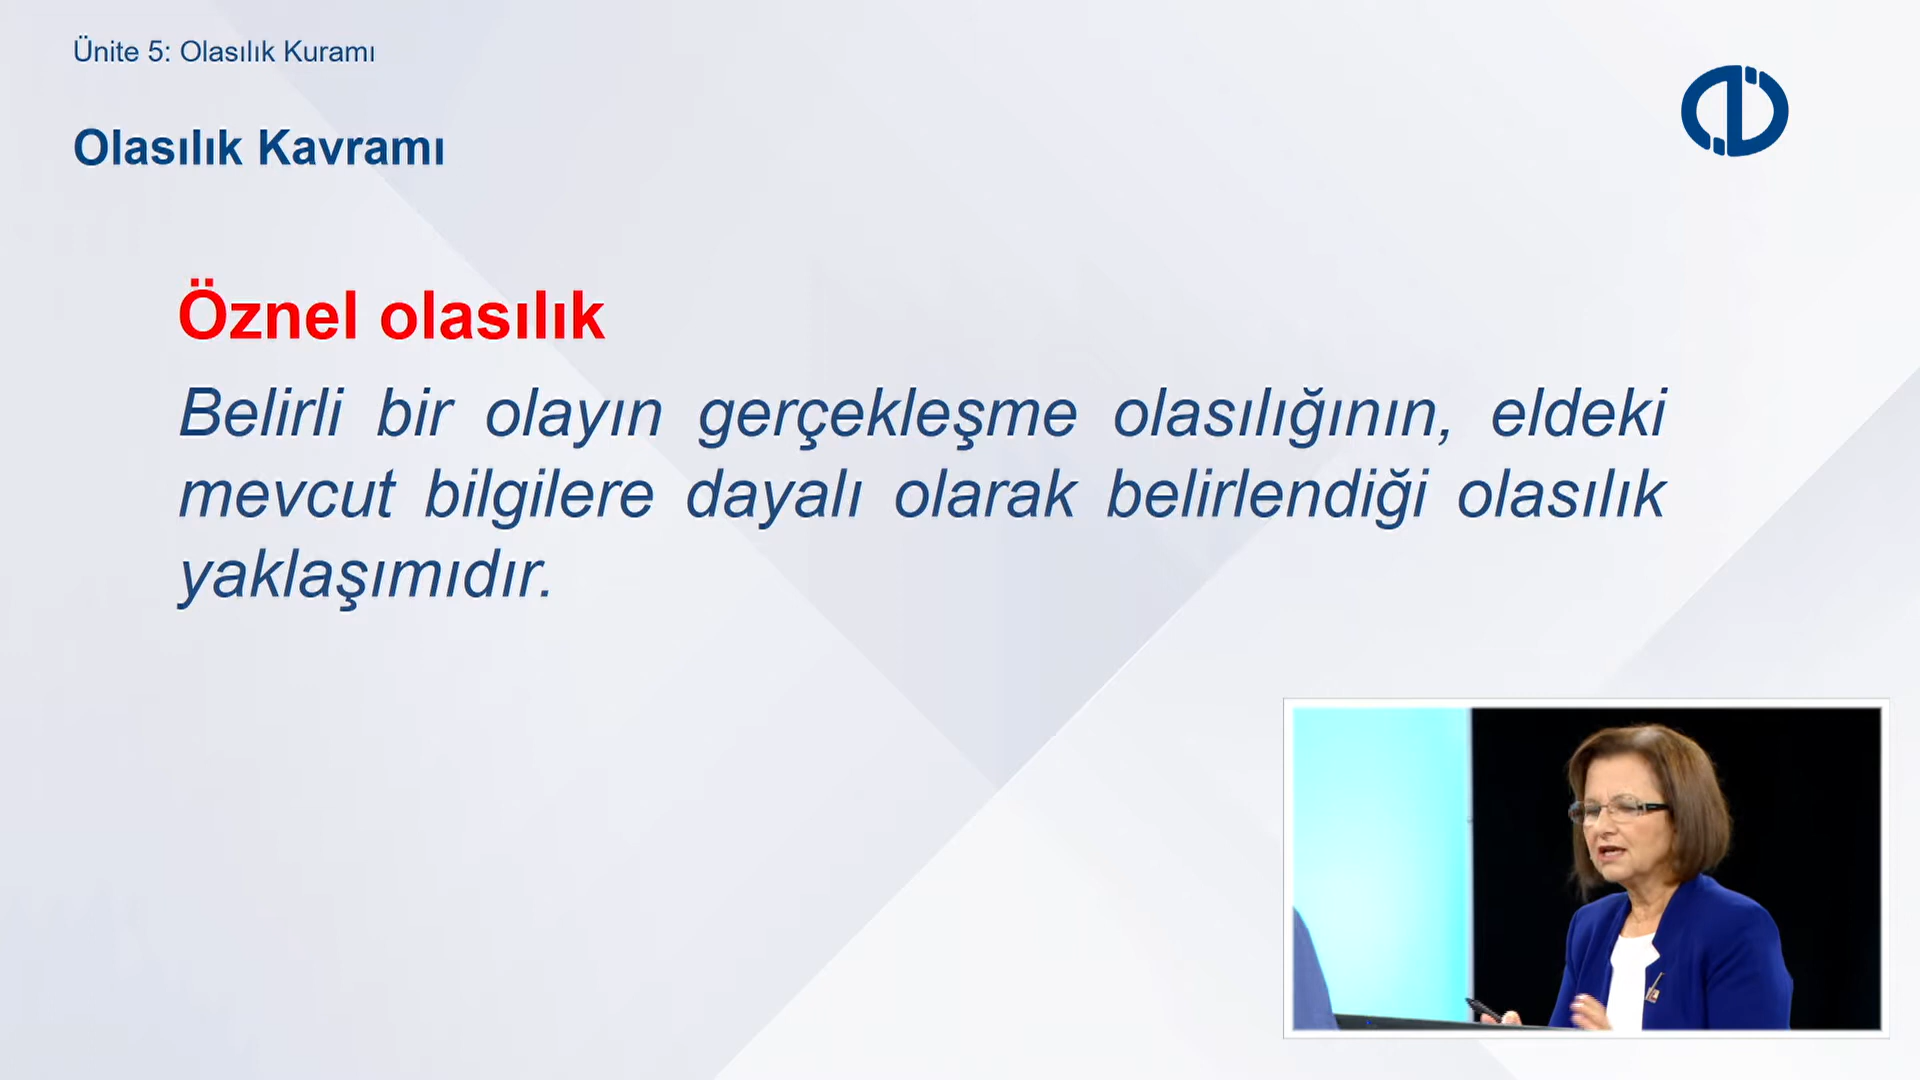 Ünite 5: Olasılık Kuramı
Olasılık Kavramı
Öznel olasılık
Belirli bir olayın gerçekleşme olasılığının, eldeki
mevcut bilgilere dayalı olarak belirlendiği olasılık
yaklaşımıdır.